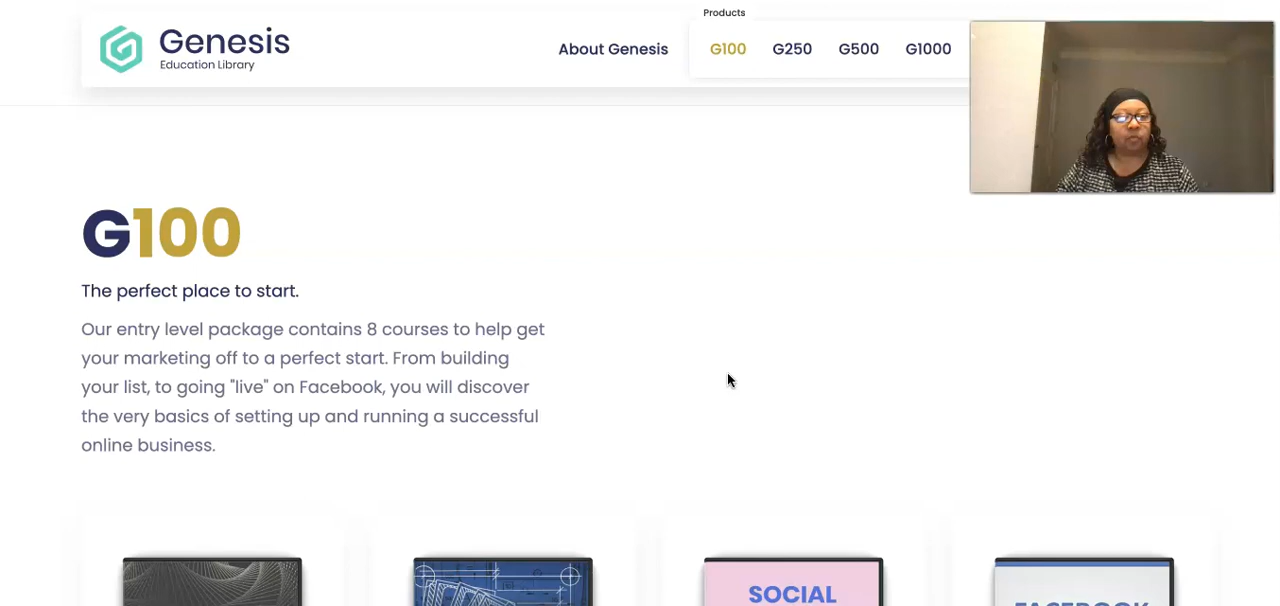 Products
Genesis
Education Library
About Genesis
G100
G250
G500
G1000
G100
The perfect place to start.
Our entry level package contains 8 courses to help get
your marketing off to a perfect start. From building
your list, to going "live" on Facebook, you will discover
the very basics of setting up and running a successful
online business.
SOCIAL
FACEBOOK